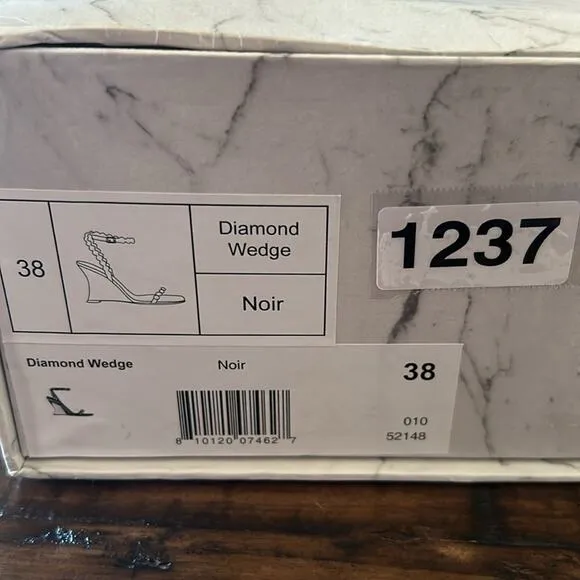 38
Diamond
Wedge
Noir
1237
Diamond Wedge
Noir
38
8 10120 07462 7
010
52148